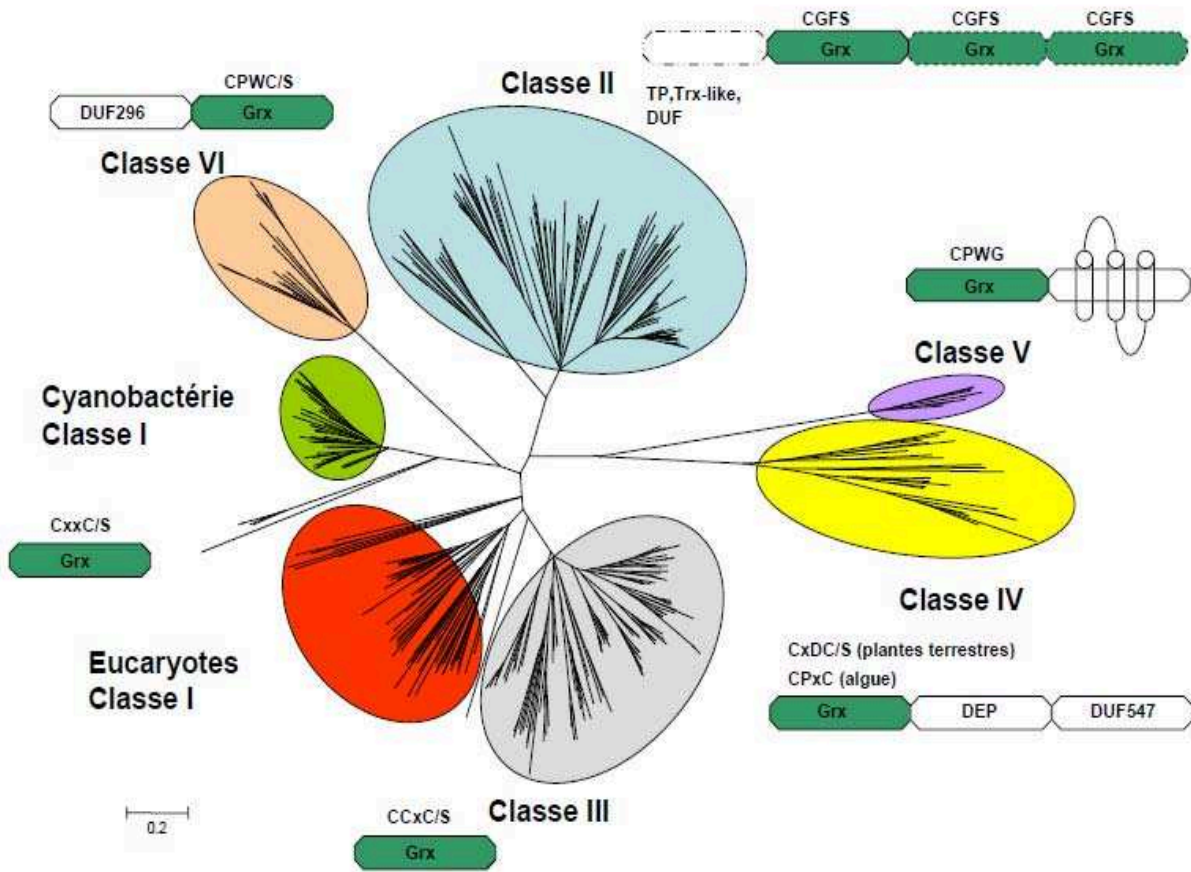 CGFS CGFS CGFS
Grx Grx Grx
TP,Trx-like,
DUF
Classe II
CPWC/S
DUF296 Grx
Classe VI
CPWG
Grx
Classe V
Cyanobactérie
Classe I
CxxC/S
Grx
Classe IV
CxDC/S (plantes terrestres)
CPxC (algue)
Grx DEP DUF547
Eucaryotes
Classe I
Classe III
CCxC/S
Grx
0.2